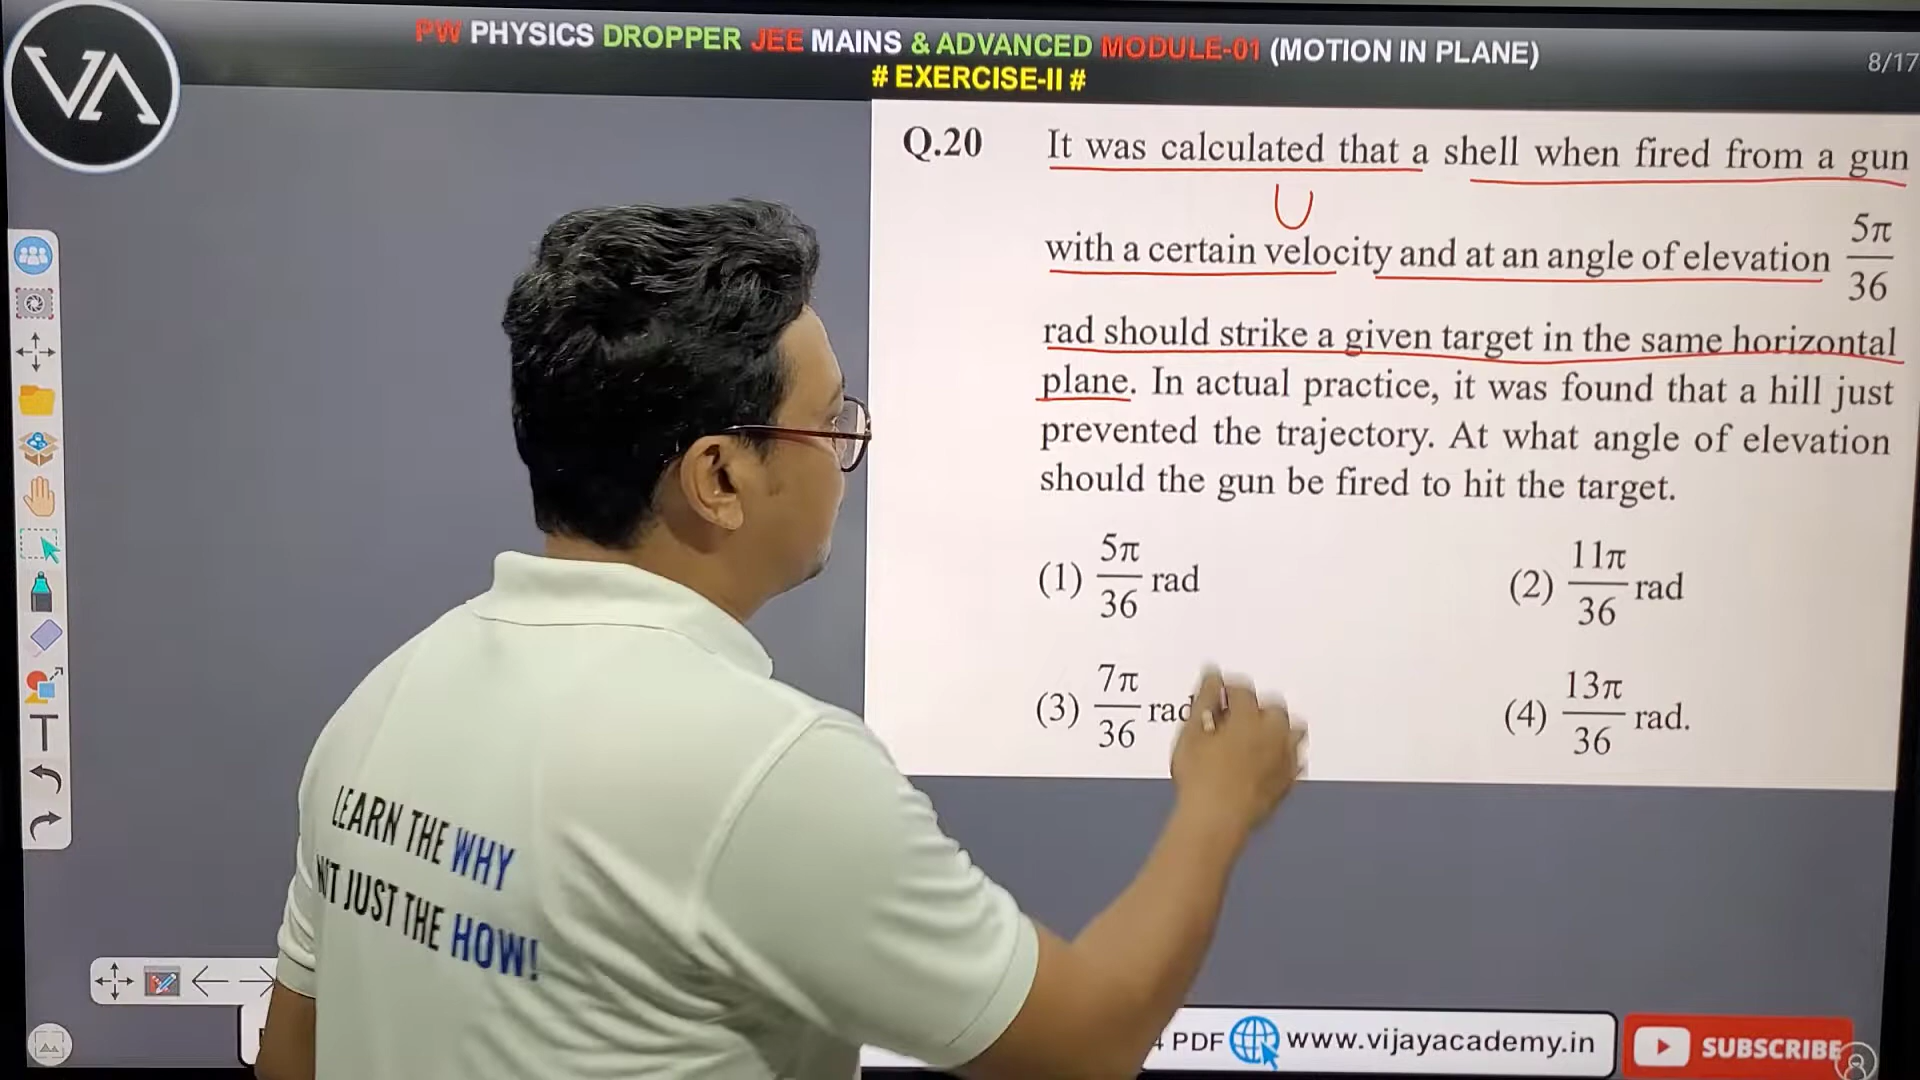 VA
PW PHYSICS DROPPER JEE MAINS & ADVANCED MODULE-01 (MOTION IN PLANE)
# EXERCISE-II #
8/17
Q.20 It was calculated that a shell when fired from a gun
U
with a certain velocity and at an angle of elevation 5π/36
rad should strike a given target in the same horizontal
plane. In actual practice, it was found that a hill just
prevented the trajectory. At what angle of elevation
should the gun be fired to hit the target.
(1) 5π/36 rad (2) 11π/36 rad
(3) 7π/36 rad (4) 13π/36 rad.
T
LEARN THE WHY
JUST THE HOW!
PDF www.vijayacademy.in
SUBSCRIBE